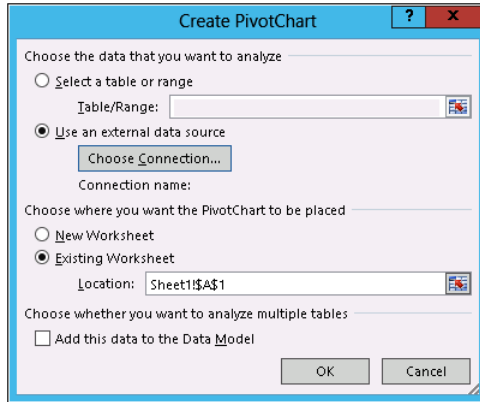 Create PivotChart
? x
Choose the data that you want to analyze
Select a table or range
Table/Range:
Use an external data source
Choose Connection...
Connection name:
Choose where you want the PivotChart to be placed
New Worksheet
Existing Worksheet
Location: Sheet1!$A$1
Choose whether you want to analyze multiple tables
Add this data to the Data Model
OK Cancel